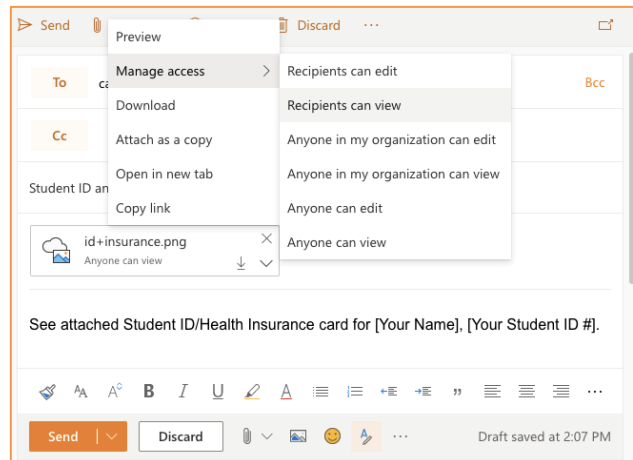 Send Discard ...
Preview
Manage access
Download
Attach as a copy
Open in new tab
Copy link
Recipients can edit
Recipients can view
Anyone in my organization can edit
Anyone in my organization can view
Anyone can edit
Anyone can view
To Bcc
Cc
Student ID
id+insurance.png
Anyone can view
See attached Student ID/Health Insurance card for [Your Name], [Your Student ID #].
Send Discard Draft saved at 2:07 PM